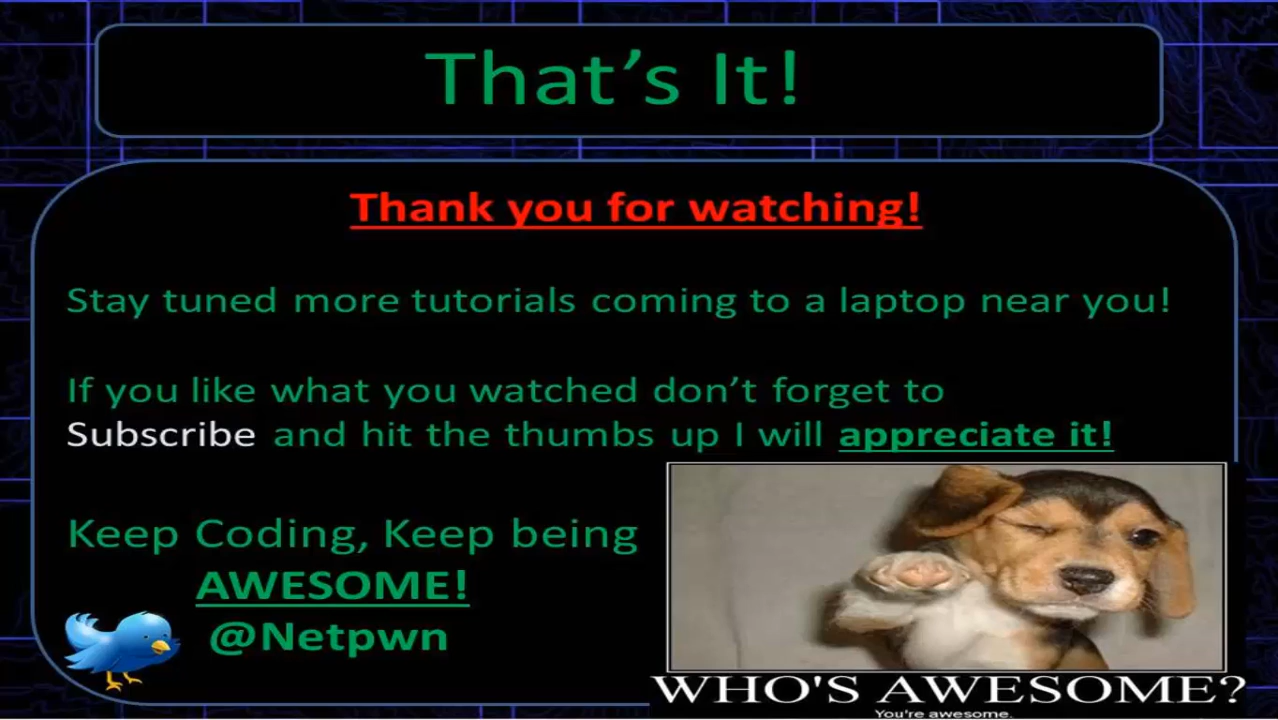 That's It!
Thank you for watching!
Stay tuned more tutorials coming to a laptop near you!
If you like what you watched don't forget to
Subscribe and hit the thumbs up I will appreciate it!
Keep Coding, Keep being
AWESOME!
@Netpwn
WHO'S AWESOME?
You're awesome.